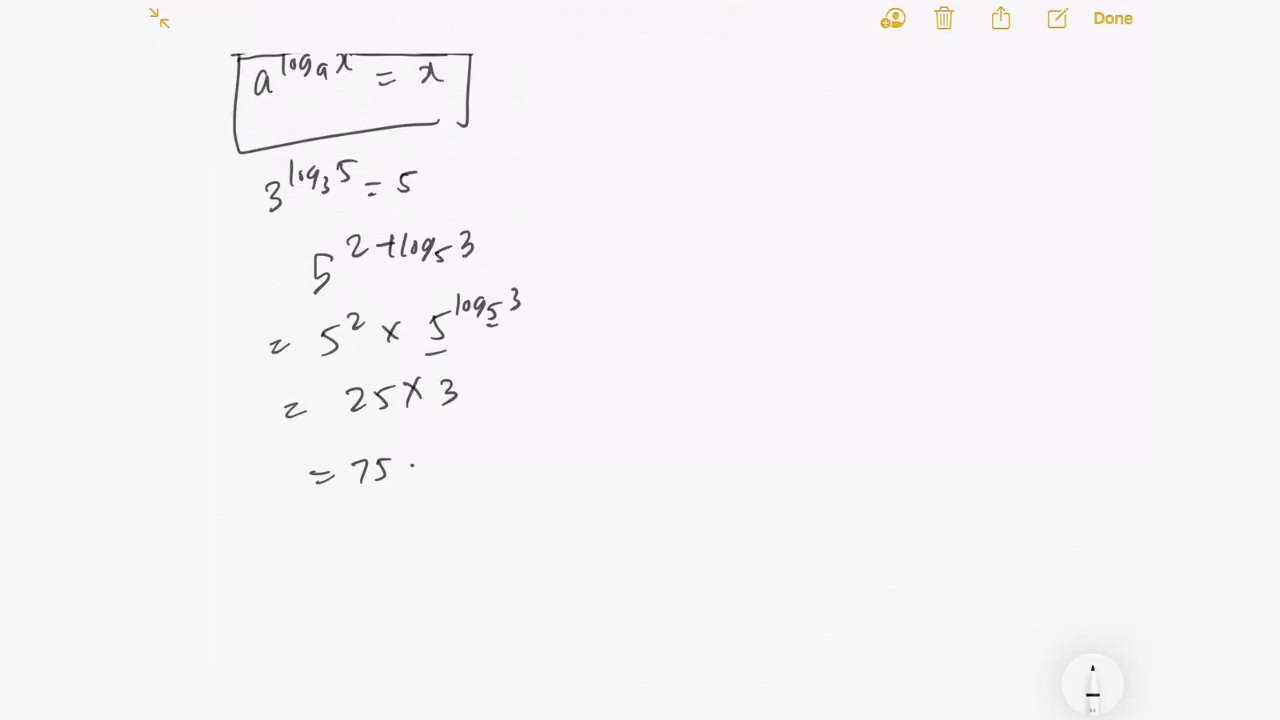 Done
a^{log_a x} = x
3^{log_3 5} = 5
5^{2+log_5 3}
= 5^2 × 5^{log_5 3}
= 25 × 3
= 75 .